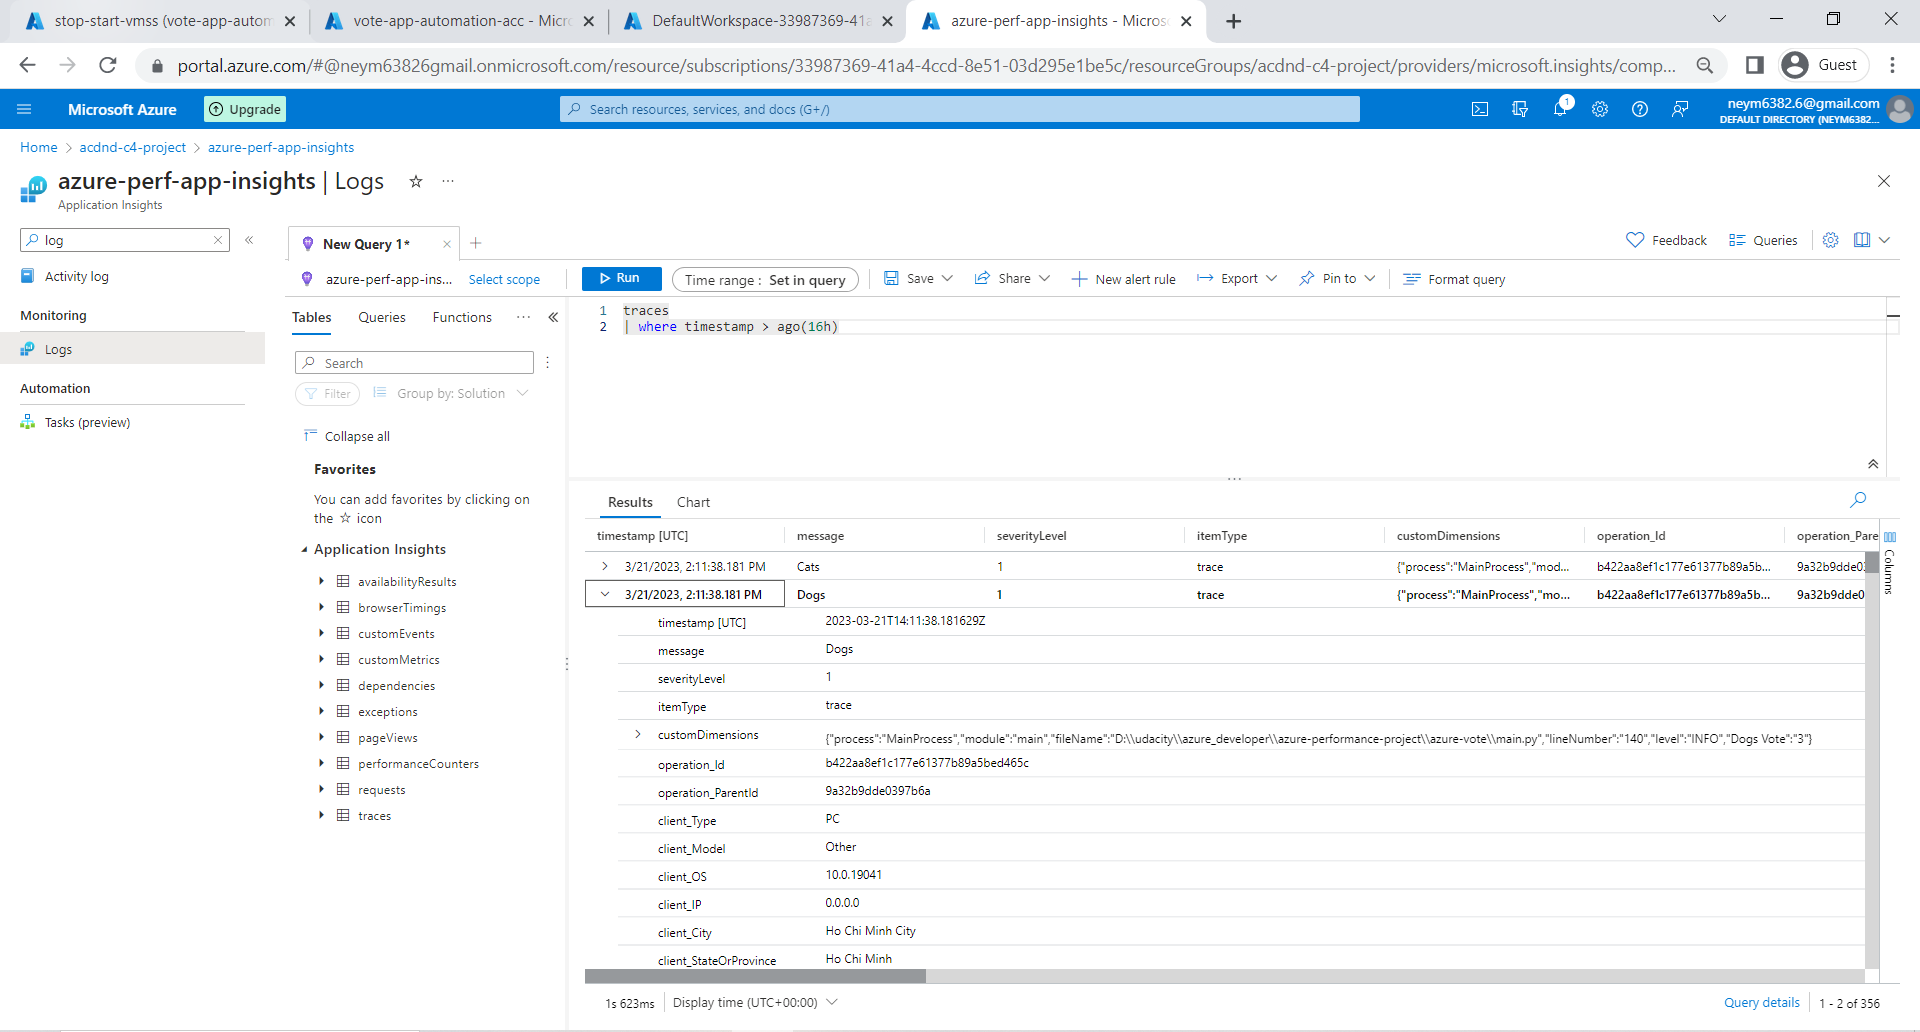 stop-start-vmss (vote-app-autom
vote-app-automation-acc - Micro
DefaultWorkspace-33987369-41a
azure-perf-app-insights - Microso
portal.azure.com/#@neym63826gmail.onmicrosoft.com/resource/subscriptions/33987369-41a4-4ccd-8e51-03d295e1be5c/resourceGroups/acdnd-c4-project/providers/microsoft.insights/comp...
Guest
Microsoft Azure
Upgrade
Search resources, services, and docs (G+/)
1
neym6382.6@gmail.com
DEFAULT DIRECTORY (NEYM6382...
Home > acdnd-c4-project > azure-perf-app-insights
azure-perf-app-insights | Logs
Application Insights
log
Activity log
Monitoring
Logs
Automation
Tasks (preview)
New Query 1*
Feedback
Queries
azure-perf-app-ins...
Select scope
Run
Time range : Set in query
Save
Share
New alert rule
Export
Pin to
Format query
Tables
Queries
Functions
Search
Filter
Group by: Solution
Collapse all
Favorites
You can add favorites by clicking on
the ☆ icon
Application Insights
availabilityResults
browserTimings
customEvents
customMetrics
dependencies
exceptions
pageViews
performanceCounters
requests
traces
1 traces
2 | where timestamp > ago(16h)
Results
Chart
timestamp [UTC] message severityLevel itemType customDimensions operation_Id operation_Pare
3/21/2023, 2:11:38.181 PM Cats 1 trace {"process":"MainProcess","mod... b422aa8ef1c177e61377b89a5b... 9a32b9dde03
3/21/2023, 2:11:38.181 PM Dogs 1 trace {"process":"MainProcess","mo... b422aa8ef1c177e61377b89a5b... 9a32b9dde0
timestamp [UTC] 2023-03-21T14:11:38.181629Z
message Dogs
severityLevel 1
itemType trace
customDimensions {"process":"MainProcess","module":"main","fileName":"D:\\udacity\\azure_developer\\azure-performance-project\\azure-vote\\main.py","lineNumber":"140","level":"INFO","Dogs Vote":"3"}
operation_Id b422aa8ef1c177e61377b89a5bed465c
operation_ParentId 9a32b9dde0397b6a
client_Type PC
client_Model Other
client_OS 10.0.19041
client_IP 0.0.0.0
client_City Ho Chi Minh City
client_StateOrProvince Ho Chi Minh
Columns
1s 623ms
Display time (UTC+00:00)
Query details
1 - 2 of 356